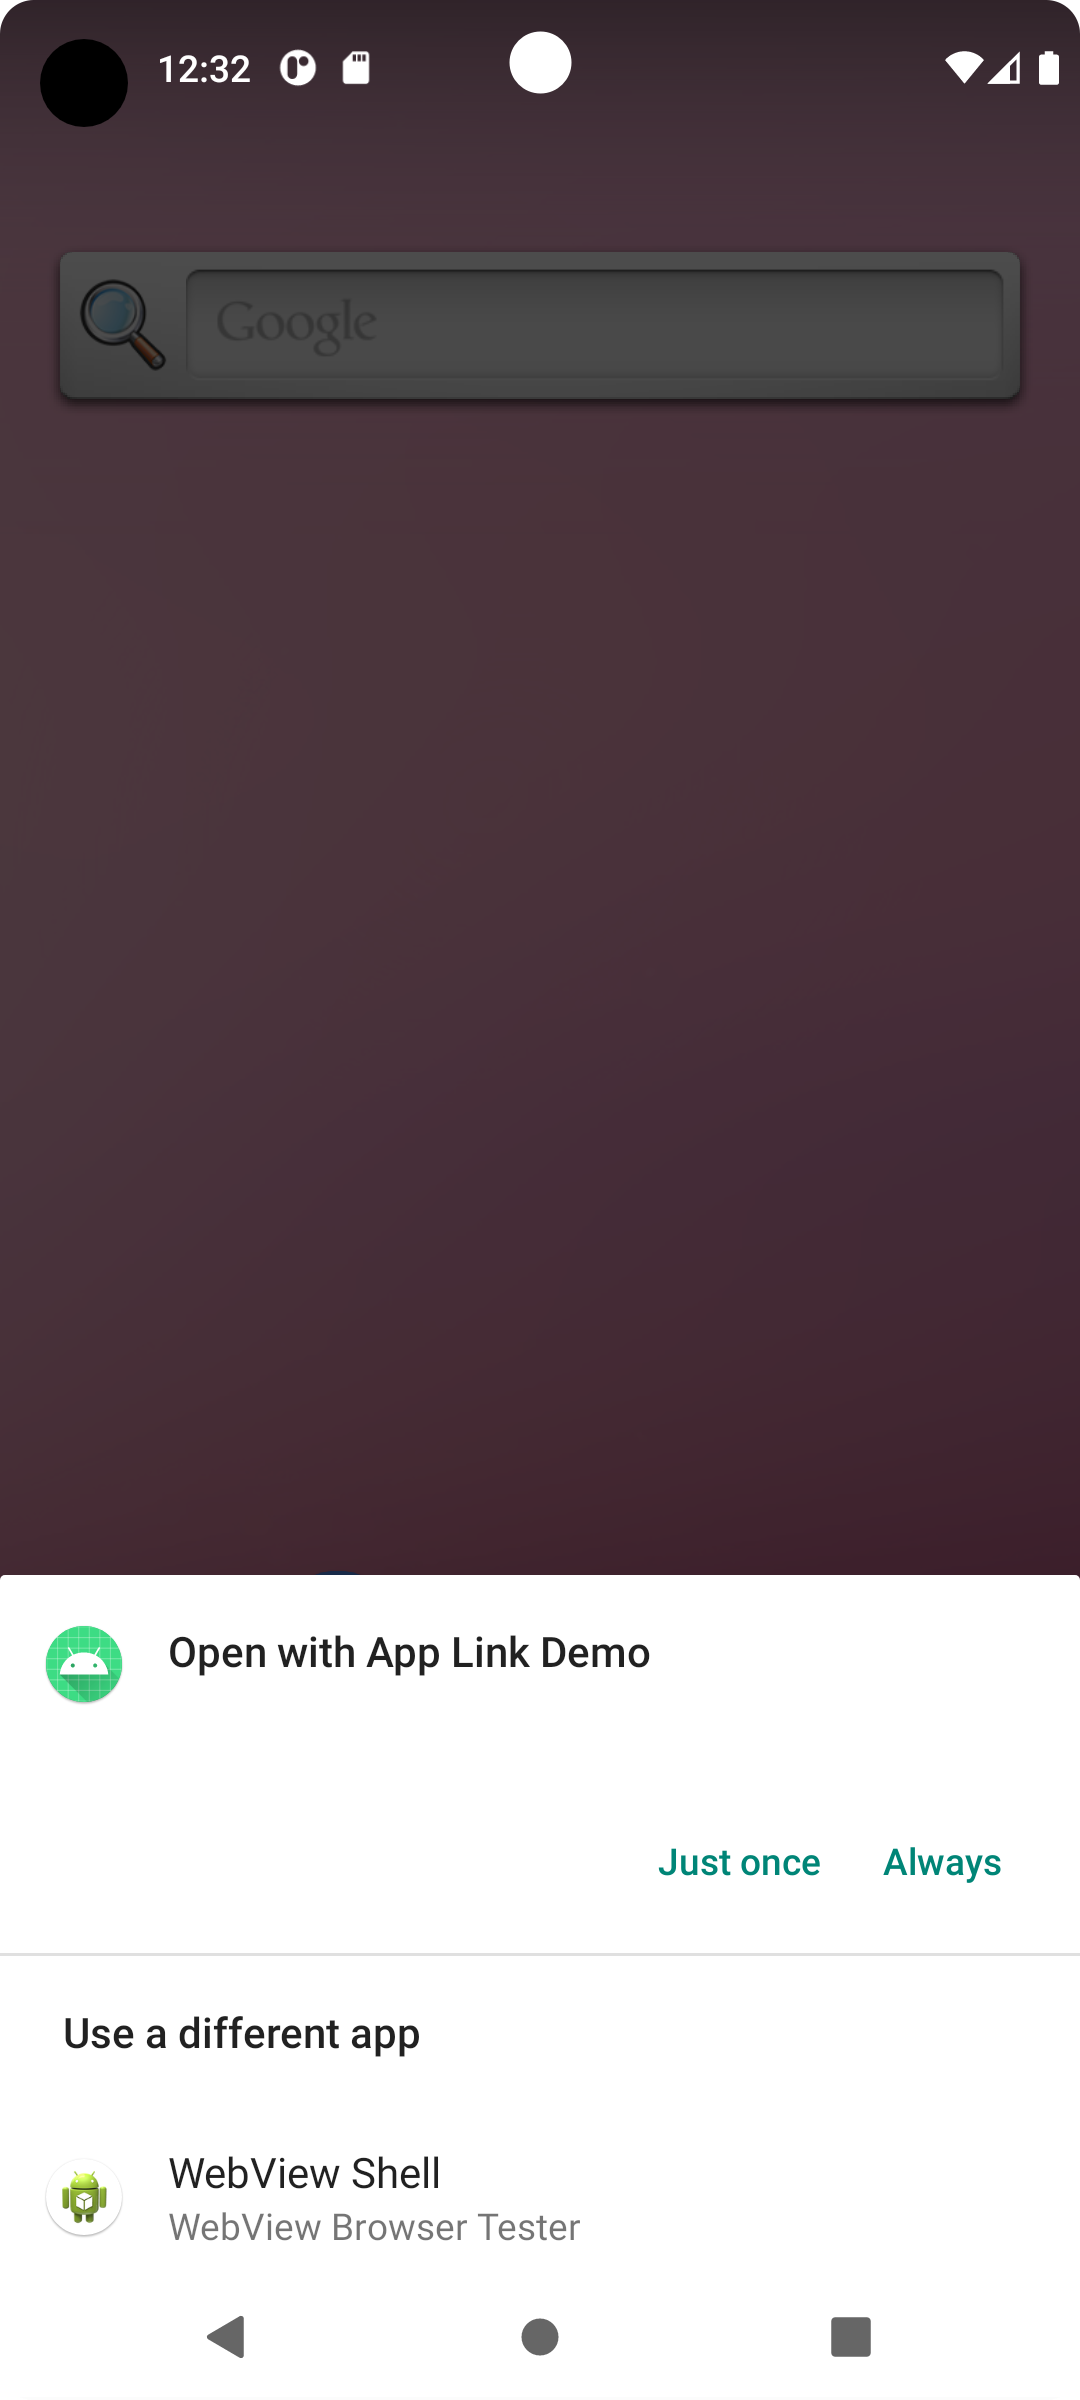 12:32
Google
Open with App Link Demo
Just once
Always
Use a different app
WebView Shell
WebView Browser Tester